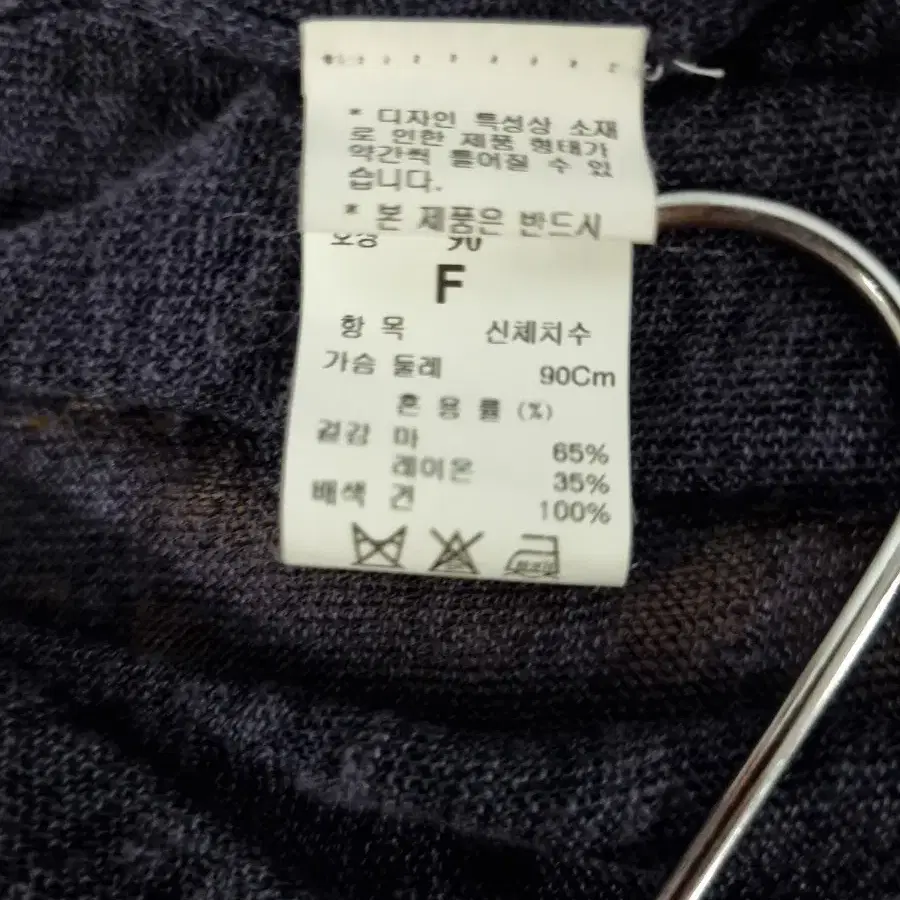 * 디자인 특성상 소재
로 인한 제품 형태가
약간씩 틀어질 수 있
습니다.
* 본 제품은 반드시
호칭 90
F
항 목 신체치수
가슴 둘레 90Cm
혼 용 률 (%)
겉감 마 65%
레이온 35%
배색 견 100%